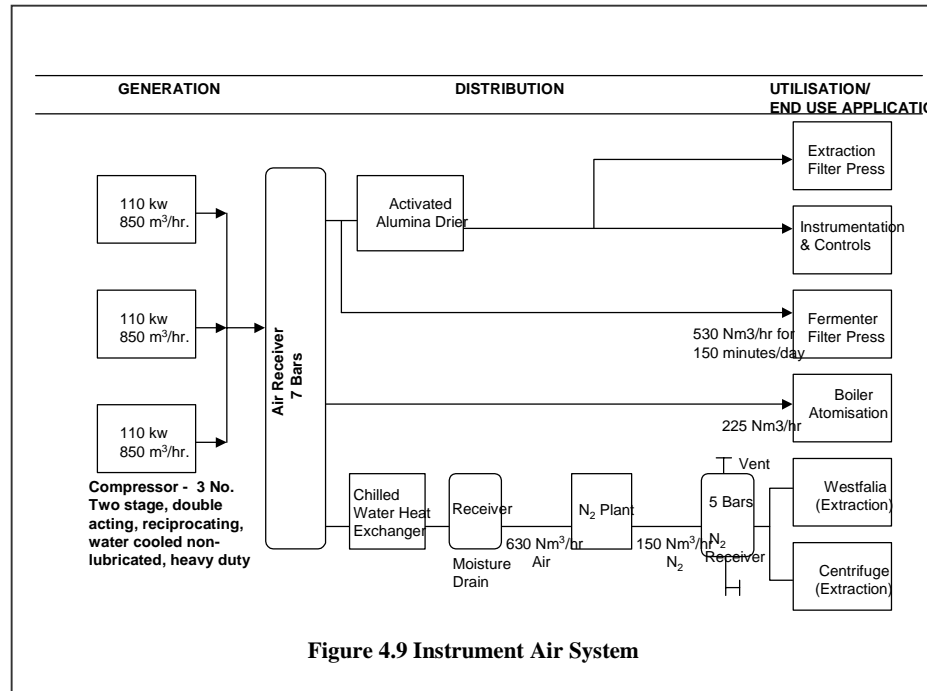 GENERATION
DISTRIBUTION
UTILISATION/
END USE APPLICATIO
110 kw
850 m³/hr.
110 kw
850 m³/hr.
110 kw
850 m³/hr.
Compressor - 3 No.
Two stage, double
acting, reciprocating,
water cooled non-
lubricated, heavy duty
Air Receiver
7 Bars
Activated
Alumina Drier
Extraction
Filter Press
Instrumentation
& Controls
Fermenter
Filter Press
530 Nm3/hr for
150 minutes/day
Boiler
Atomisation
225 Nm3/hr
Chilled
Water Heat
Exchanger
Receiver
Moisture
Drain
630 Nm³/hr
Air
N₂ Plant
150 Nm³/hr
N₂
Vent
5 Bars
N₂
Receiver
Westfalia
(Extraction)
Centrifuge
(Extraction)
Figure 4.9 Instrument Air System